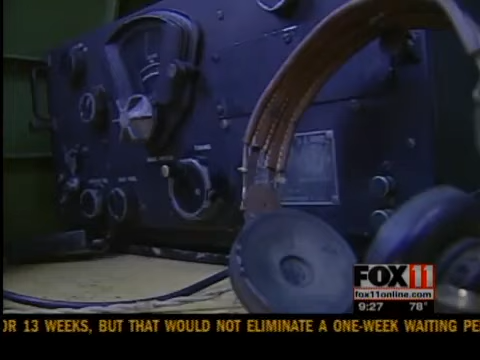 FOX 11
fox11online.com
9:27 78°
OR 13 WEEKS, BUT THAT WOULD NOT ELIMINATE A ONE-WEEK WAITING PE